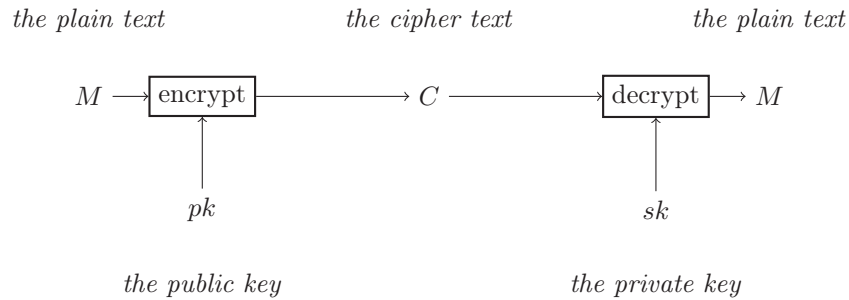 the plain text the cipher text the plain text
M encrypt C decrypt M
pk sk
the public key the private key